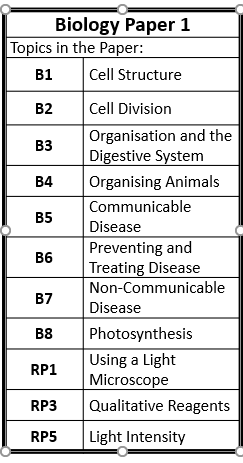 Biology Paper 1
Topics in the Paper:
B1 Cell Structure
B2 Cell Division
B3 Organisation and the
Digestive System
B4 Organising Animals
B5 Communicable
Disease
B6 Preventing and
Treating Disease
B7 Non-Communicable
Disease
B8 Photosynthesis
RP1 Using a Light
Microscope
RP3 Qualitative Reagents
RP5 Light Intensity